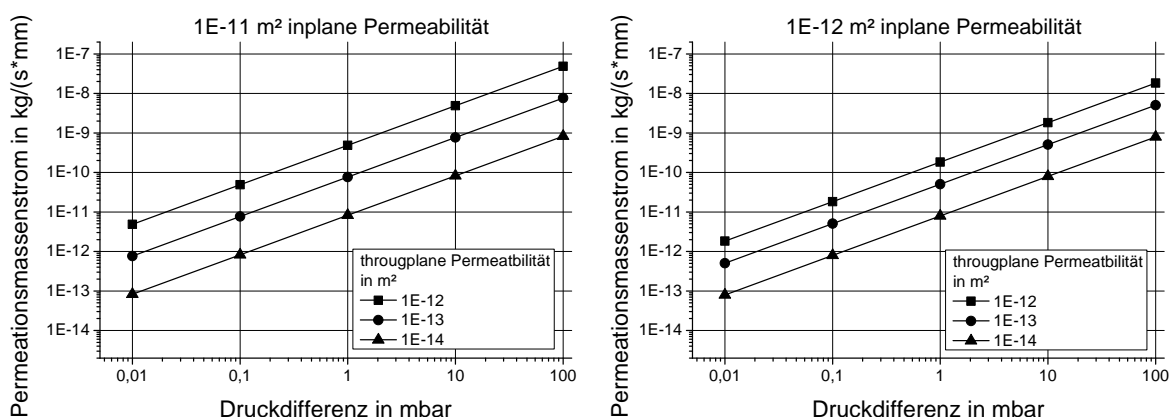 1E-11 m² inplane Permeabilität
Permeationsmassenstrom in kg/(s*mm)
1E-7
1E-8
1E-9
1E-10
1E-11
1E-12
1E-13
1E-14
througplane Permeatbilität
in m²
1E-12
1E-13
1E-14
0,01 0,1 1 10 100
Druckdifferenz in mbar
1E-12 m² inplane Permeabilität
Permeationsmassenstrom in kg/(s*mm)
1E-7
1E-8
1E-9
1E-10
1E-11
1E-12
1E-13
1E-14
througplane Permeatbilität
in m²
1E-12
1E-13
1E-14
0,01 0,1 1 10 100
Druckdifferenz in mbar